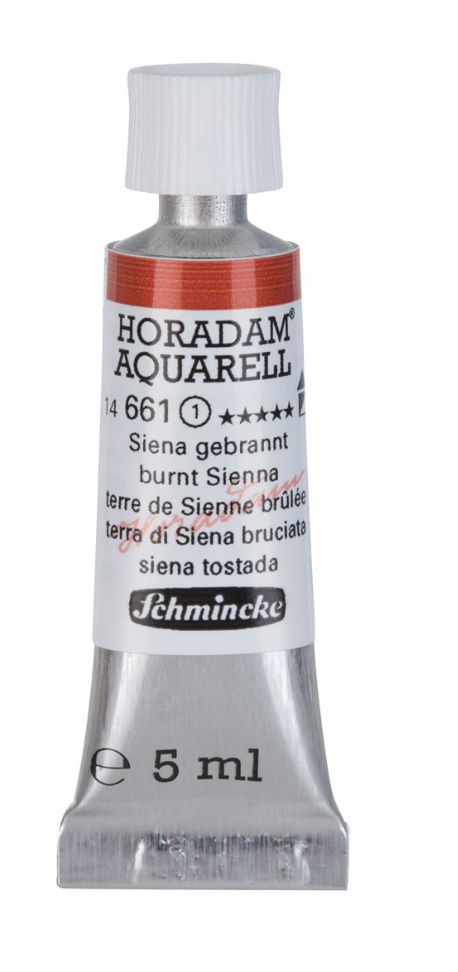 HORADAM®
AQUARELL
14 661 1 ★★★★★
Siena gebrannt
burnt Sienna
terre de Sienne brûlée
terra di Siena bruciata
siena tostada
Horadam
Schmincke
℮ 5 ml